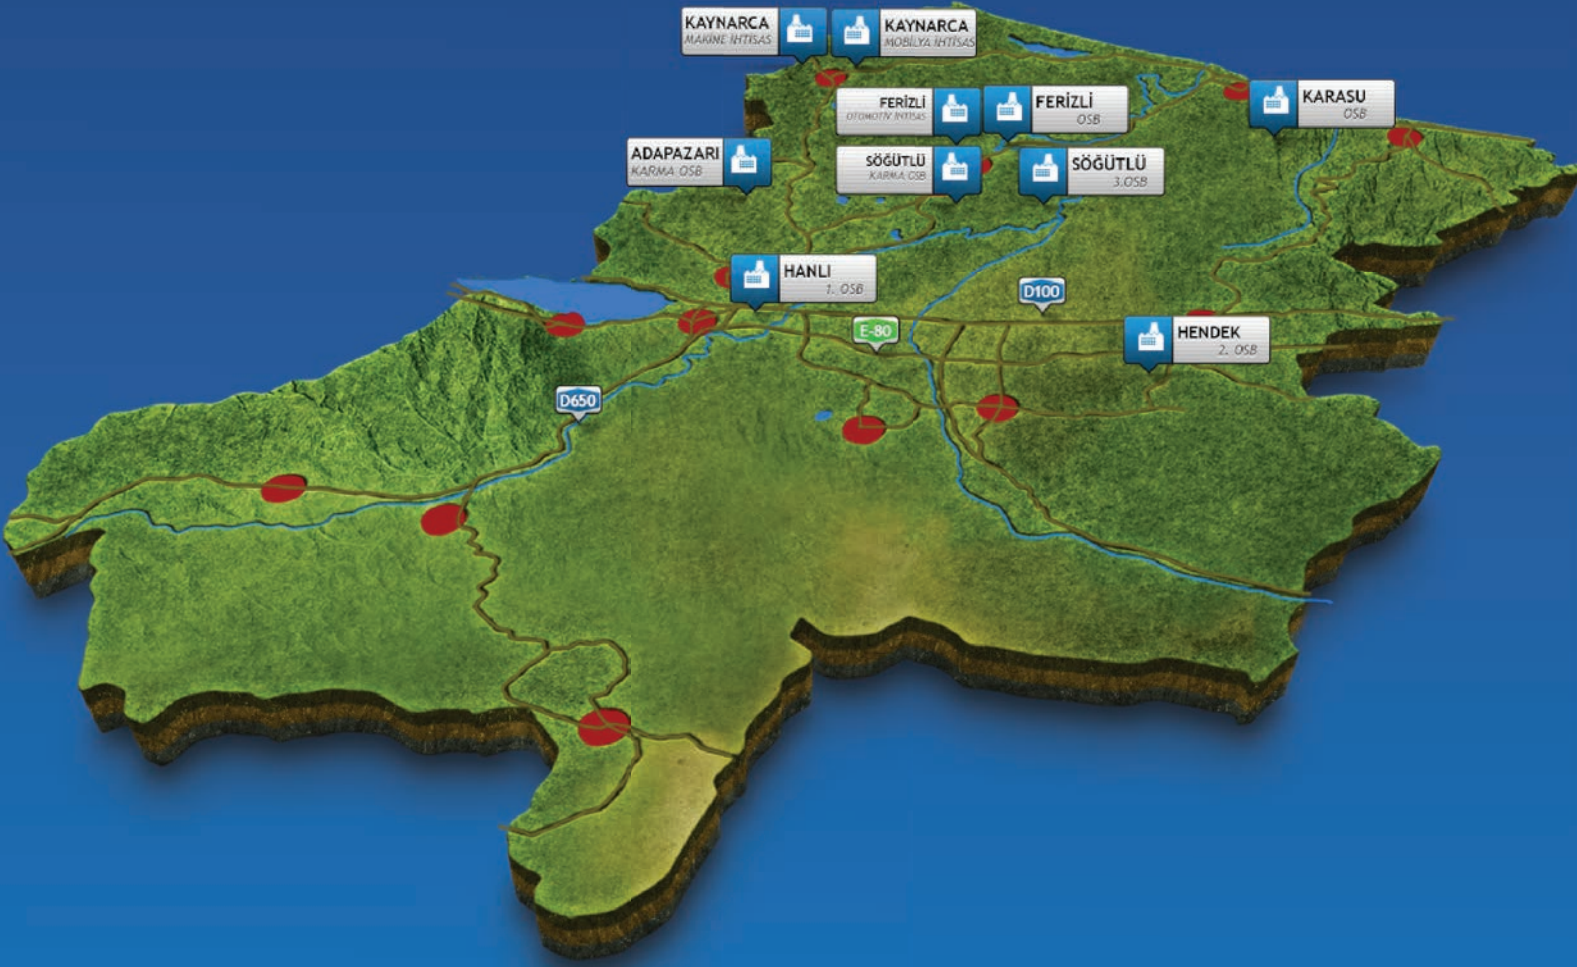 KAYNARCA
MAKİNE İHTİSAS
KAYNARCA
MOBİLYA İHTİSAS
FERİZLİ
OTOMOTİV İHTİSAS
FERİZLİ
OSB
KARASU
OSB
ADAPAZARI
KARMA OSB
SÖĞÜTLÜ
KARMA OSB
SÖĞÜTLÜ
3.OSB
HANLI
1. OSB
D100
E-80
HENDEK
2. OSB
D650